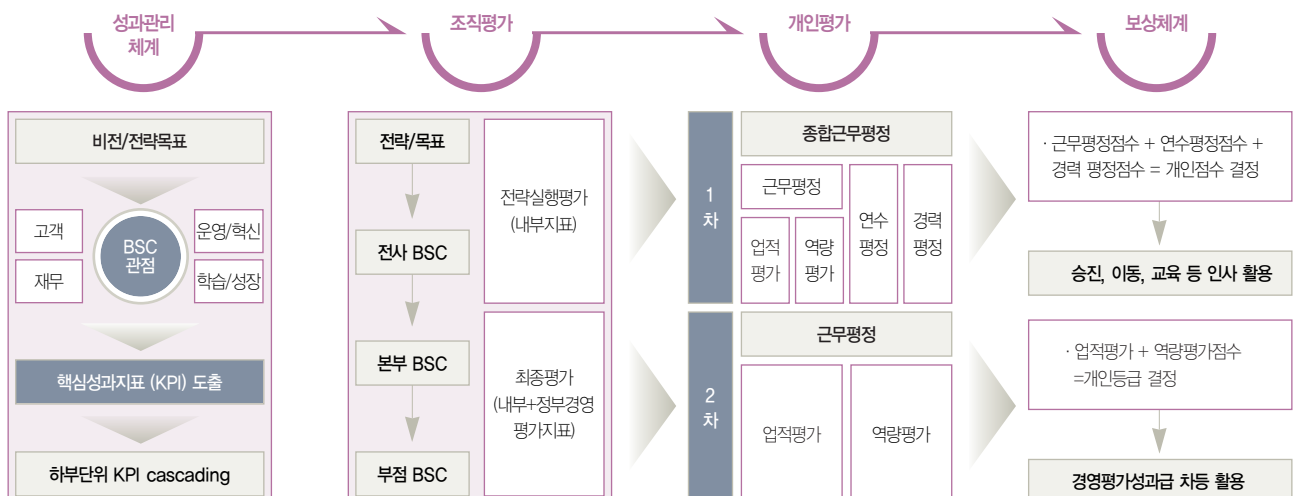 성과관리
체계
조직평가
개인평가
보상체계
비전/전략목표
고객
운영/혁신
BSC
관점
재무
학습/성장
핵심성과지표 (KPI) 도출
하부단위 KPI cascading
전략/목표
전사 BSC
본부 BSC
부점 BSC
전략실행평가
(내부지표)
최종평가
(내부+정부경영
평가지표)
1
차
종합근무평정
근무평정
업적
평가
역량
평가
연수
평정
경력
평정
2
차
근무평정
업적평가
역량평가
· 근무평정점수 + 연수평정점수 +
경력 평정점수 = 개인점수 결정
승진, 이동, 교육 등 인사 활용
· 업적평가 + 역량평가점수
=개인등급 결정
경영평가성과급 차등 활용